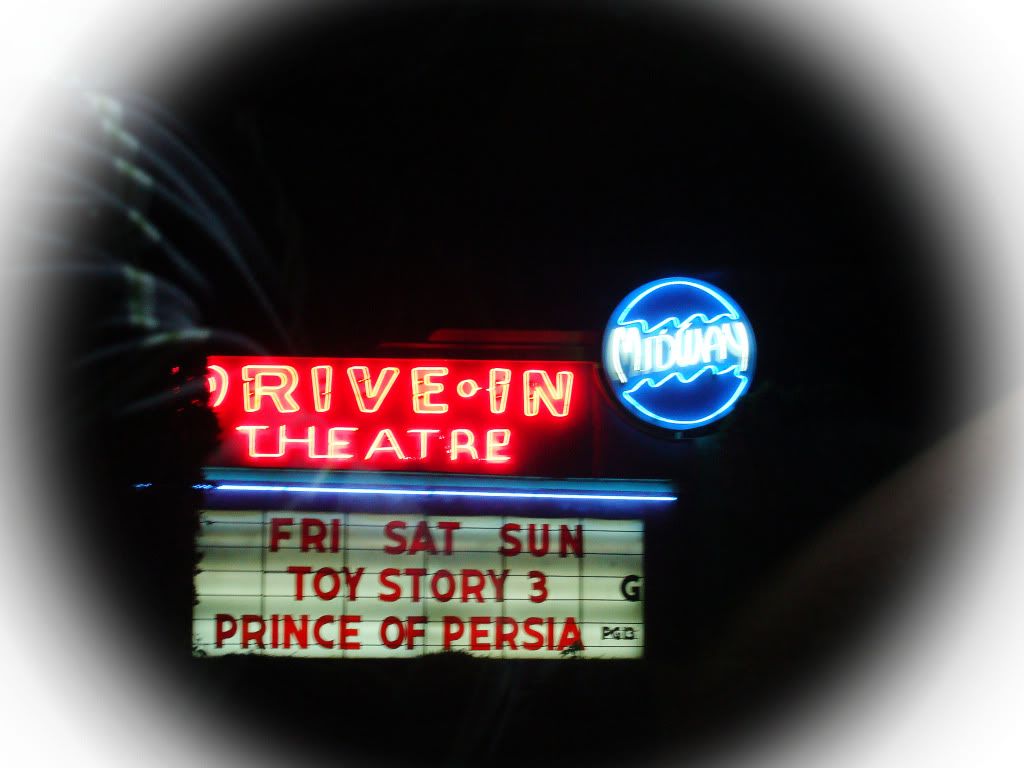 MIDWAY
DRIVE-IN
THEATRE
FRI SAT SUN
TOY STORY 3 G
PRINCE OF PERSIA PG13